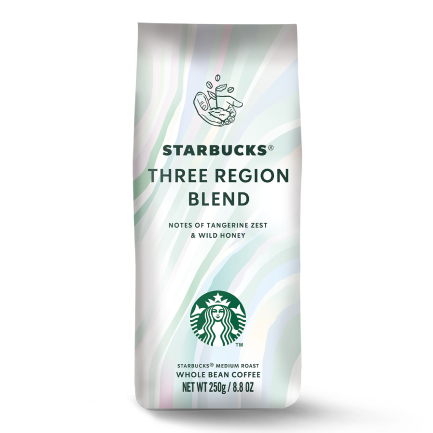 STARBUCKS®
THREE REGION
BLEND
NOTES OF TANGERINE ZEST
& WILD HONEY
TM
STARBUCKS® MEDIUM ROAST
WHOLE BEAN COFFEE
NET WT 250g / 8.8 OZ